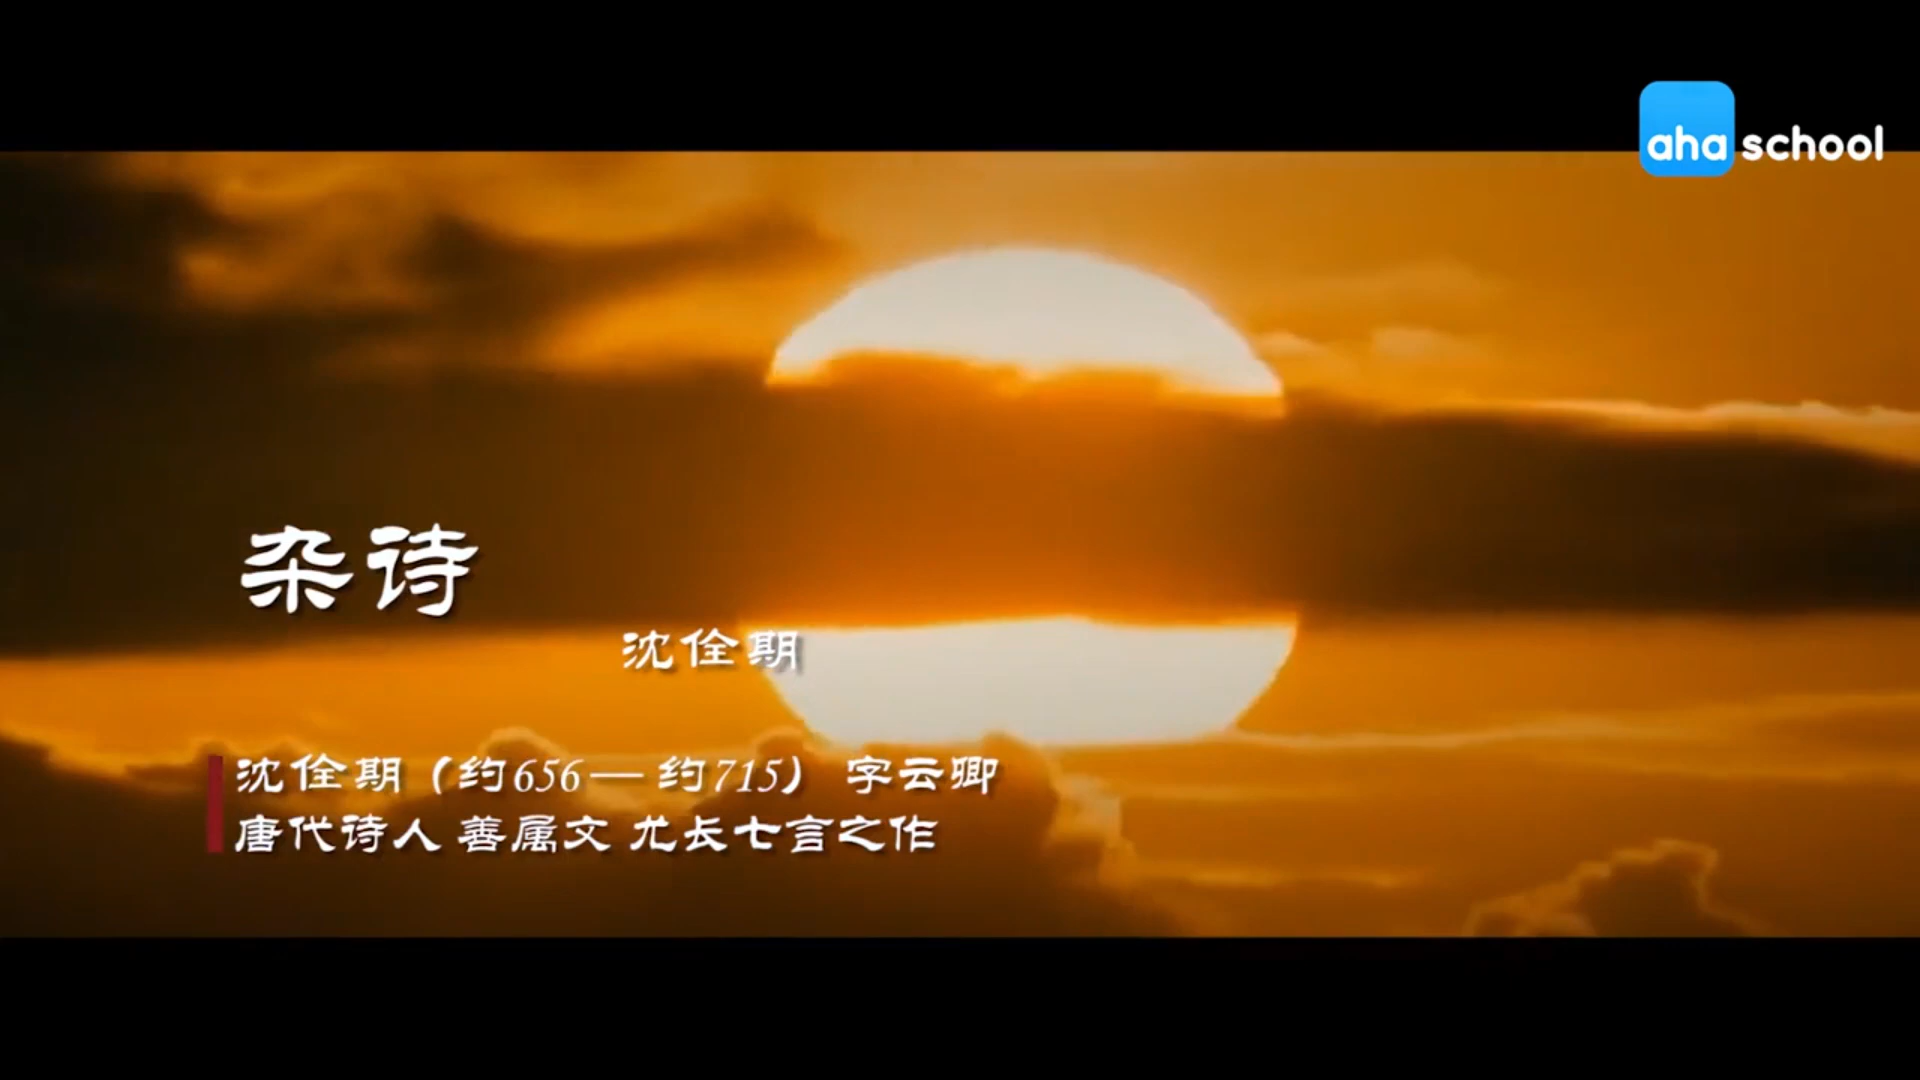 aha school
杂诗
沈佺期
沈佺期（约656—约715） 字云卿
唐代诗人 善属文 尤长七言之作